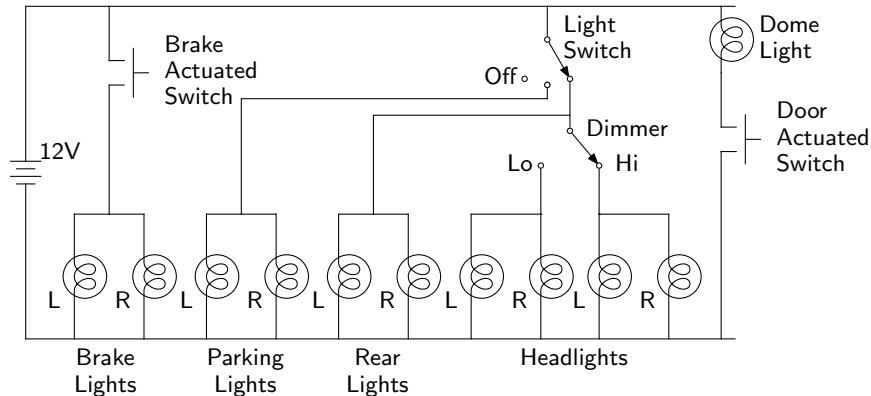 Light
Switch
Dome
Light
Brake
Actuated
Switch
Off
Door
Actuated
Switch
Dimmer
12V
Lo
Hi
L
R
L
R
L
R
L
R
L
R
Brake
Lights
Parking
Lights
Rear
Lights
Headlights